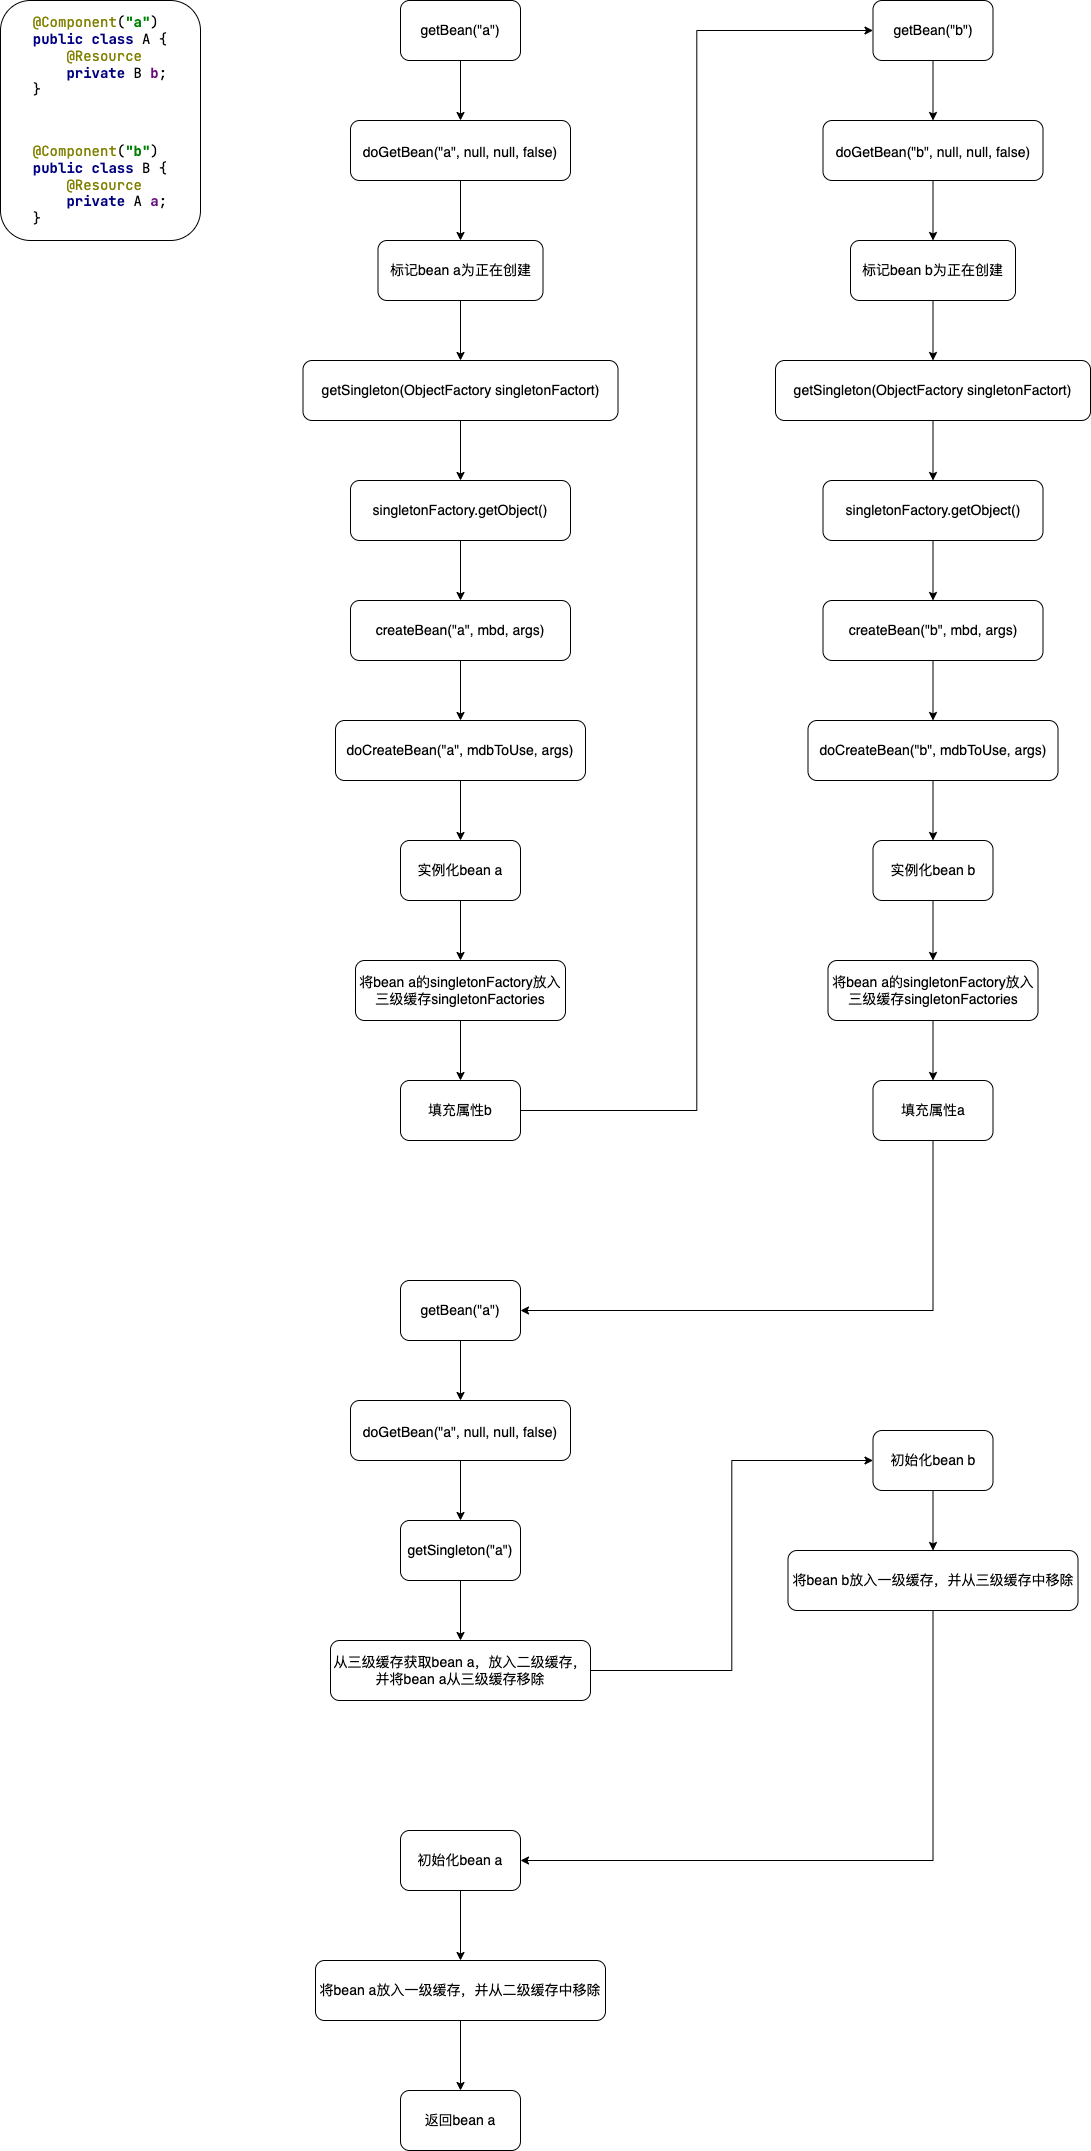 @Component("a")
public class A {
    @Resource
    private B b;
}
@Component("b")
public class B {
    @Resource
    private A a;
}
getBean("a")
doGetBean("a", null, null, false)
标记bean a为正在创建
getSingleton(ObjectFactory singletonFactort)
singletonFactory.getObject()
createBean("a", mbd, args)
doCreateBean("a", mdbToUse, args)
实例化bean a
将bean a的singletonFactory放入
三级缓存singletonFactories
填充属性b
getBean("b")
doGetBean("b", null, null, false)
标记bean b为正在创建
getSingleton(ObjectFactory singletonFactort)
singletonFactory.getObject()
createBean("b", mbd, args)
doCreateBean("b", mdbToUse, args)
实例化bean b
将bean a的singletonFactory放入
三级缓存singletonFactories
填充属性a
getBean("a")
doGetBean("a", null, null, false)
getSingleton("a")
从三级缓存获取bean a，放入二级缓存，
并将bean a从三级缓存移除
初始化bean b
将bean b放入一级缓存，并从三级缓存中移除
初始化bean a
将bean a放入一级缓存，并从二级缓存中移除
返回bean a